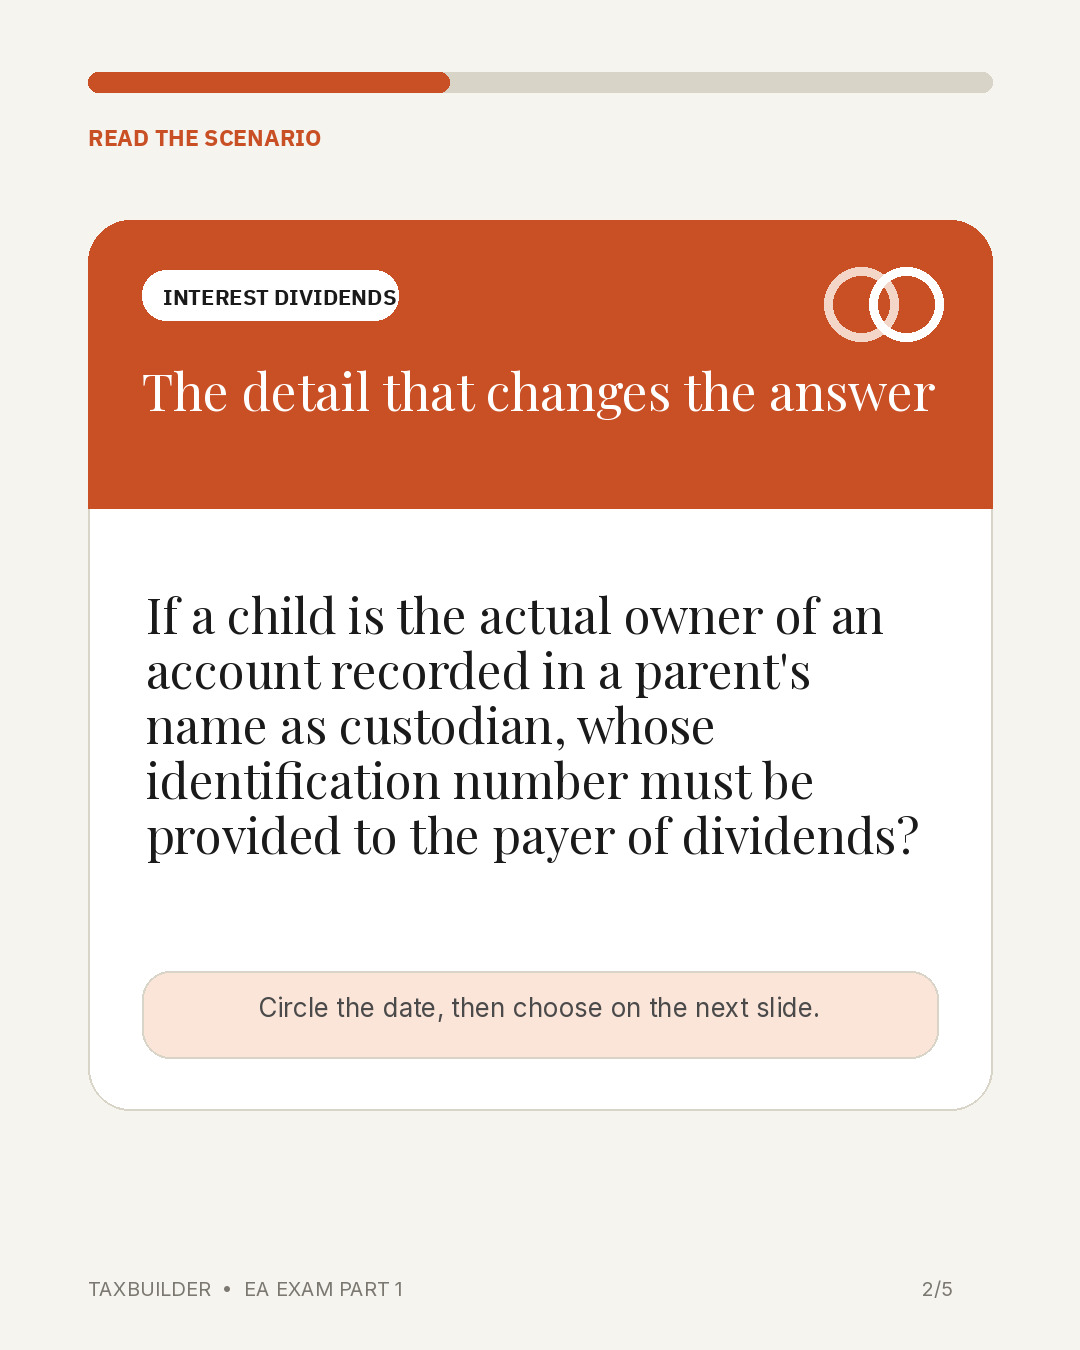 READ THE SCENARIO
INTEREST DIVIDENDS
The detail that changes the answer
If a child is the actual owner of an
account recorded in a parent's
name as custodian, whose
identification number must be
provided to the payer of dividends?
Circle the date, then choose on the next slide.
TAXBUILDER • EA EXAM PART 1
2/5